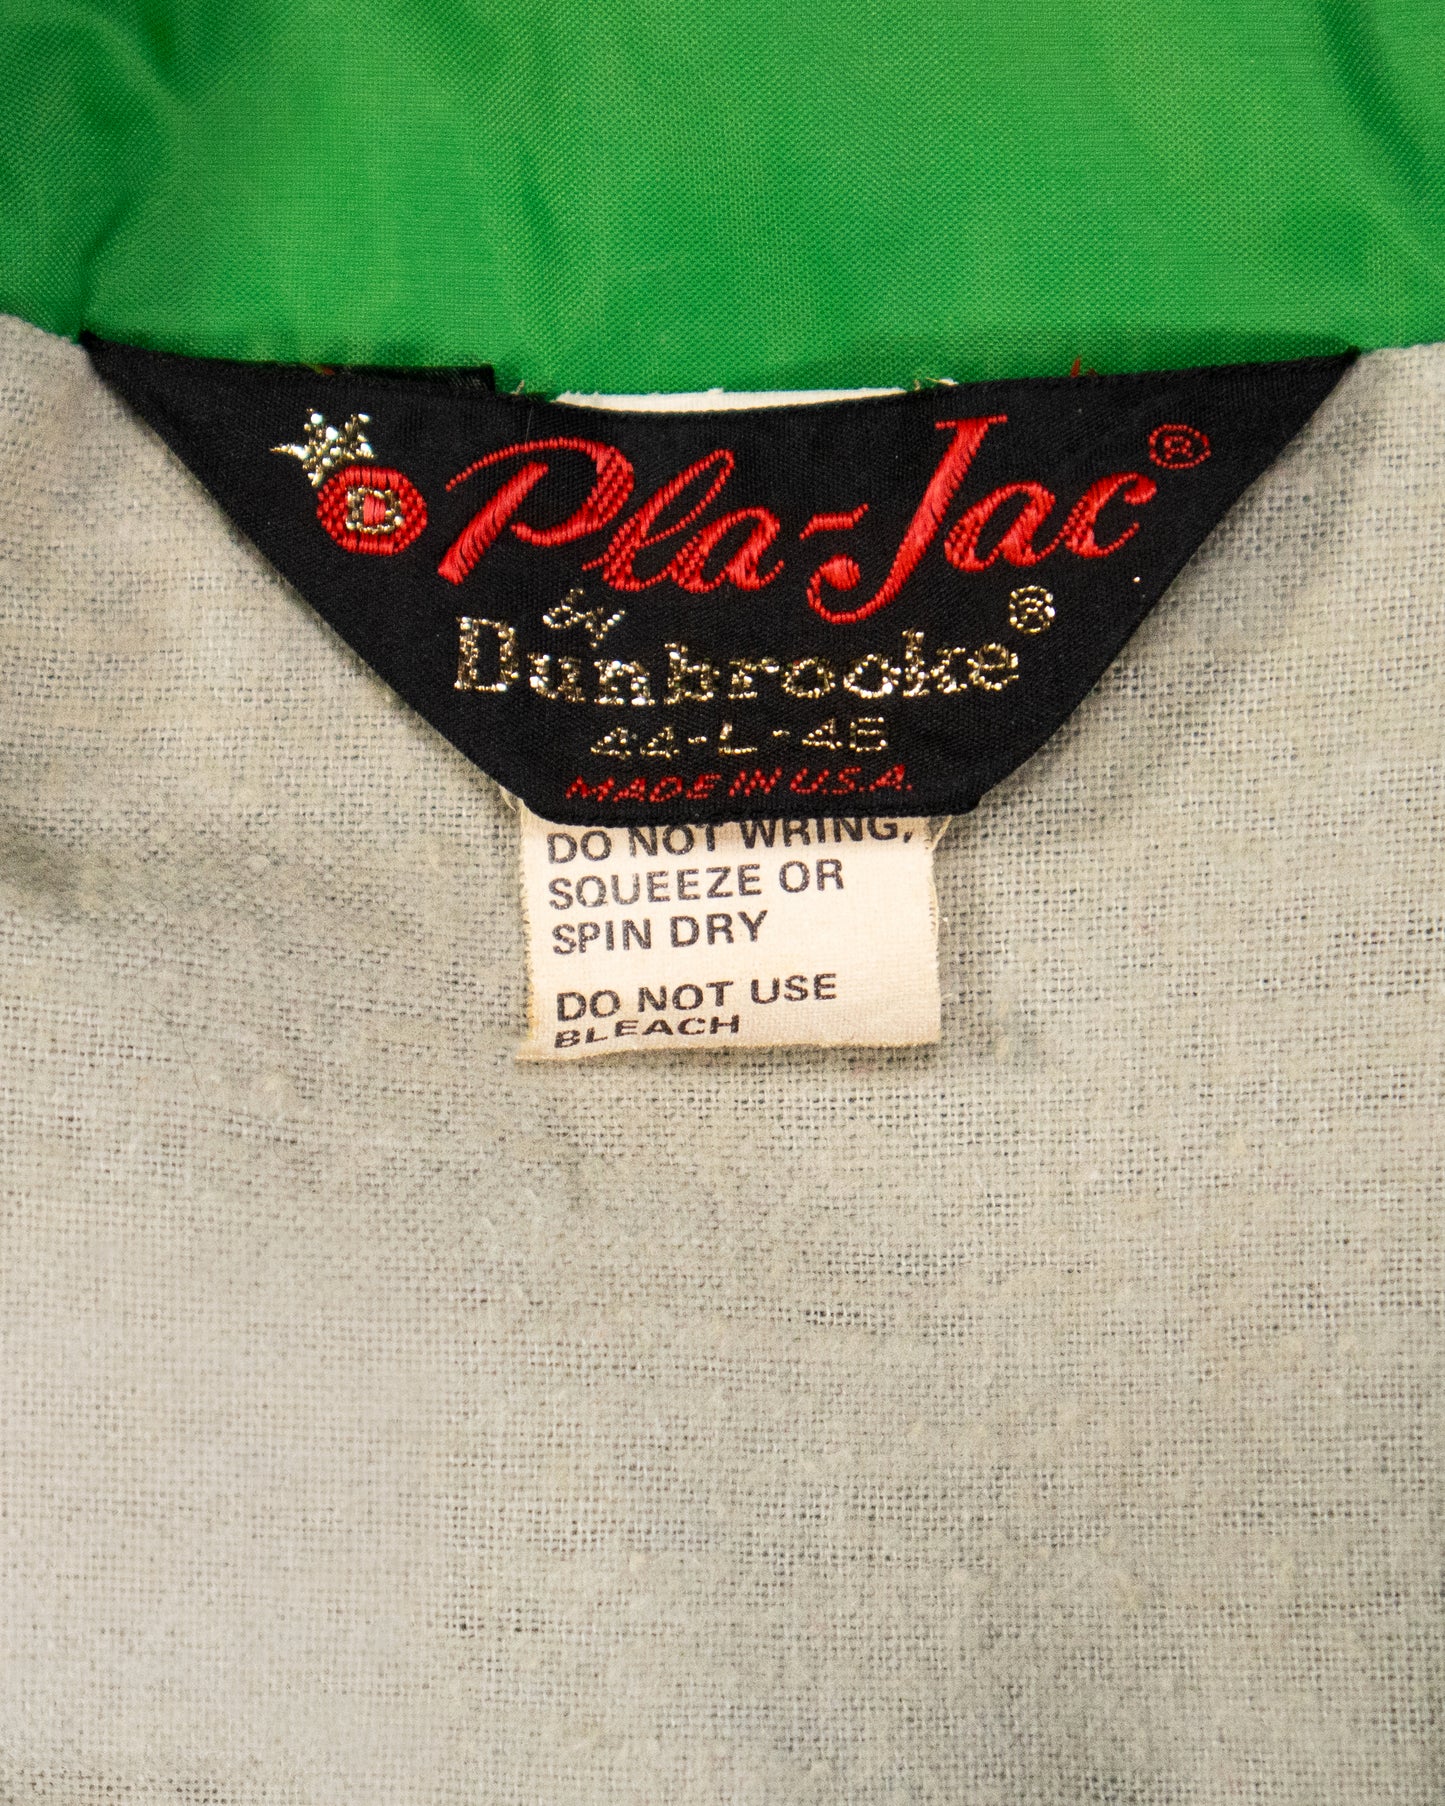 Pla-Jac®
by
Dunbrooke®
44-L-46
MADE IN U.S.A.
DO NOT WRING,
SQUEEZE OR
SPIN DRY
DO NOT USE
BLEACH